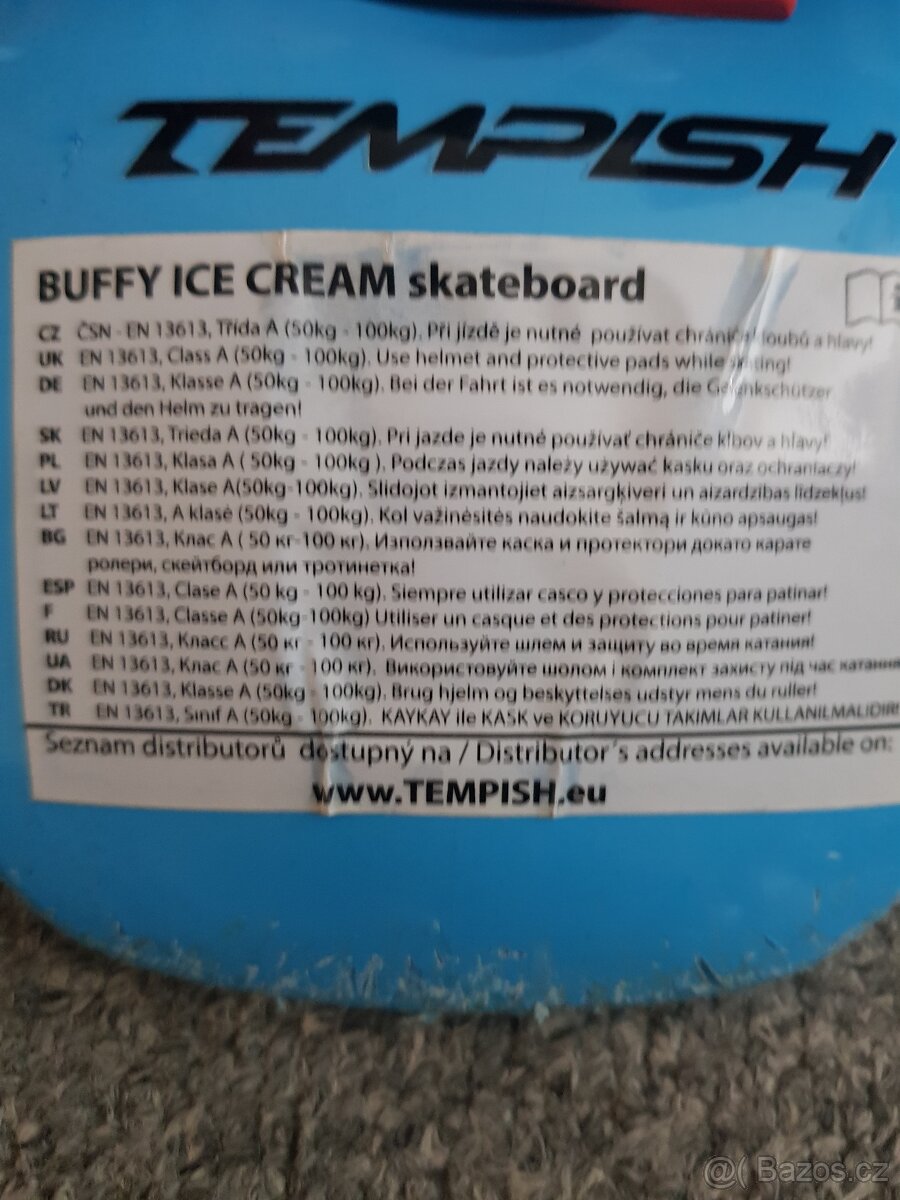 TEMPISH
BUFFY ICE CREAM skateboard
CZ ČSN - EN 13613, Třída A (50kg - 100kg). Při jízdě je nutné používat chrániče kloubů a hlavy!
UK EN 13613, Class A (50kg - 100kg). Use helmet and protective pads while skating!
DE EN 13613, Klasse A (50kg - 100kg). Bei der Fahrt ist es notwendig, die Gelenkschützer
und den Helm zu tragen!
SK EN 13613, Trieda A (50kg - 100kg). Pri jazde je nutné používať chrániče kĺbov a hlavy!
PL EN 13613, Klasa A ( 50kg - 100kg ). Podczas jazdy należy używać kasku oraz ochraniaczy!
LV EN 13613, Klase A(50kg-100kg). Slidojot izmantojiet aizsargķiveri un aizardzības līdzekļus!
LT EN 13613, A klasė (50kg - 100kg). Kol važinėsitės naudokite šalmą ir kūno apsaugas!
BG EN 13613, Клас А ( 50 кг-100 кг). Използвайте каска и протектори докато карате
ролери, скейтборд или тротинетка!
ESP EN 13613, Clase A (50 kg - 100 kg). Siempre utilizar casco y protecciones para patinar!
F EN 13613, Classe A (50kg-100kg) Utiliser un casque et des protections pour patiner!
RU EN 13613, Класс А (50 кг - 100 кг). Используйте шлем и защиту во время катания!
UA EN 13613, Клас А (50 кг - 100 кг). Використовуйте шолом і комплект захисту під час катання
DK EN 13613, Klasse A (50kg - 100kg). Brug hjelm og beskyttelses udstyr mens du ruller!
TR EN 13613, Sınıf A (50kg - 100kg). KAYKAY ile KASK ve KORUYUCU TAKIMLAR KULLANILMALIDIR!
Seznam distributorů dostupný na / Distributor´s addresses available on:
www.TEMPISH.eu
@( Bazos.cz